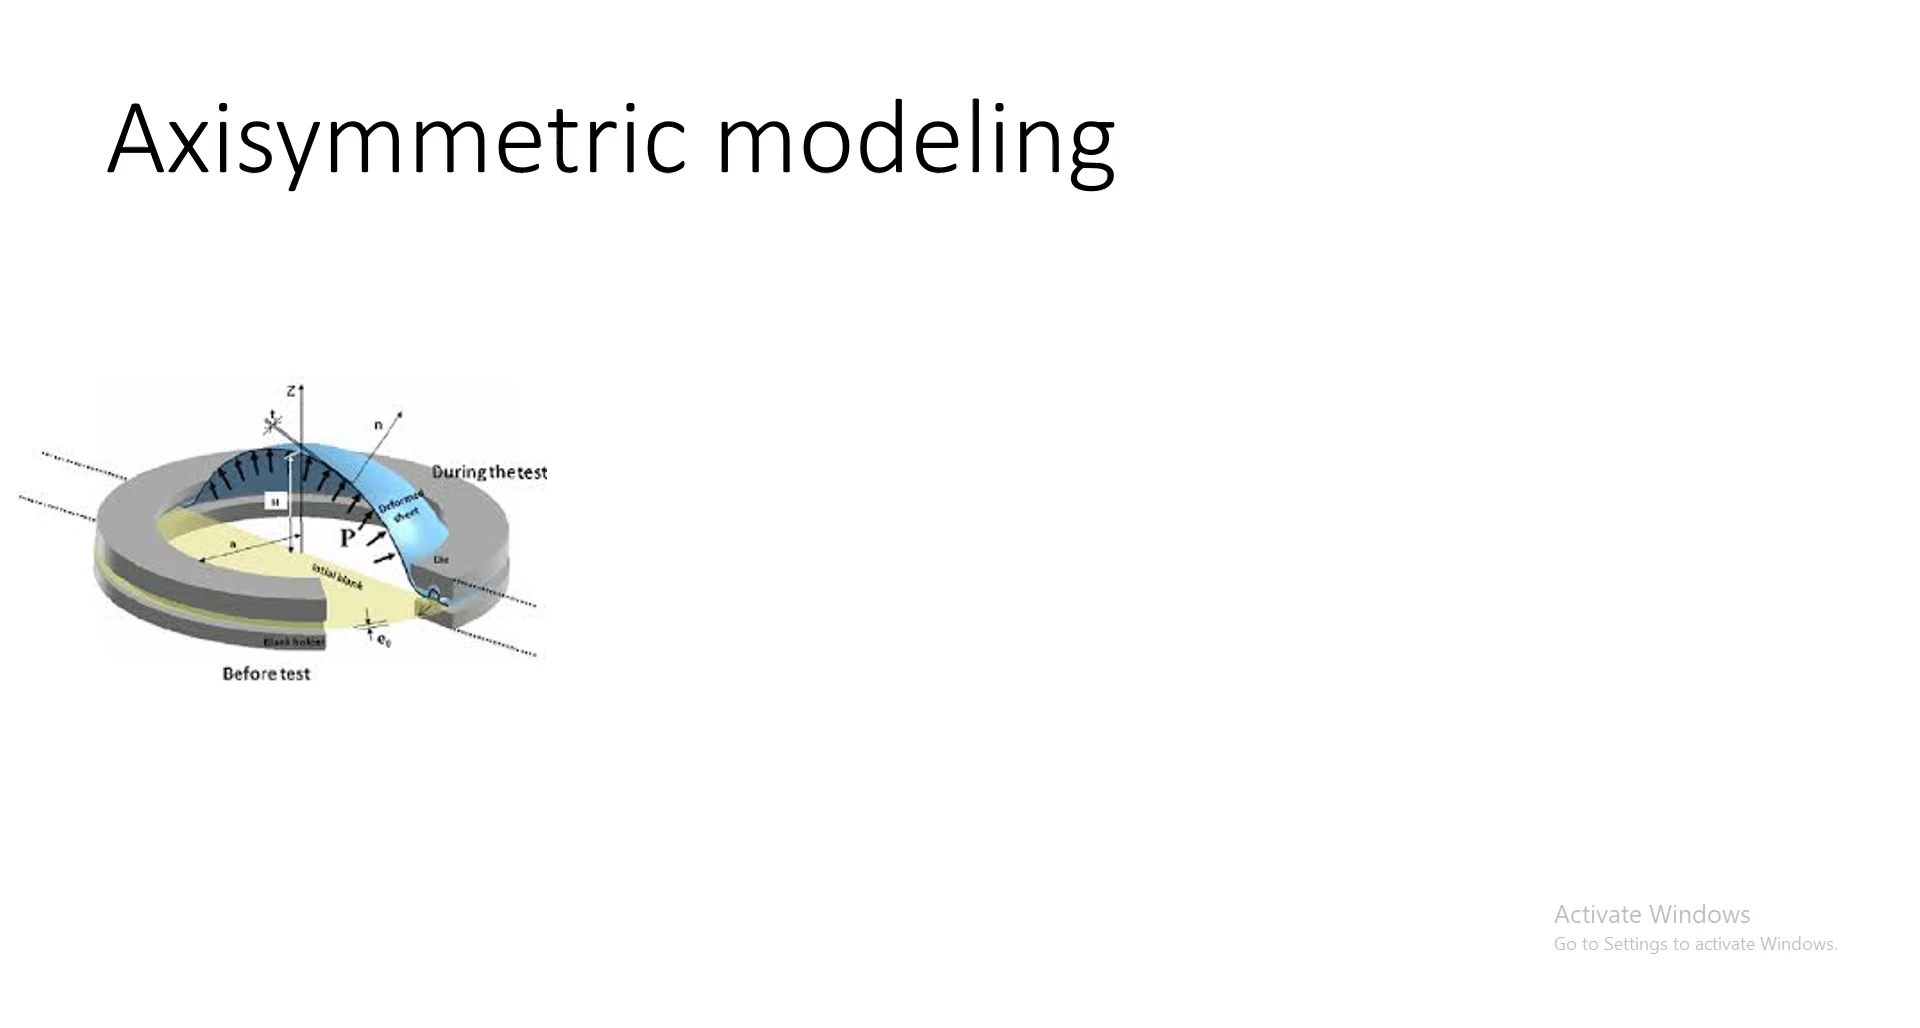 Axisymmetric modeling
Z
t
n
During the test
H
Deformed
sheet
P
a
Die
Intial blank
e₀
Blank holder
Before test
Activate Windows
Go to Settings to activate Windows.